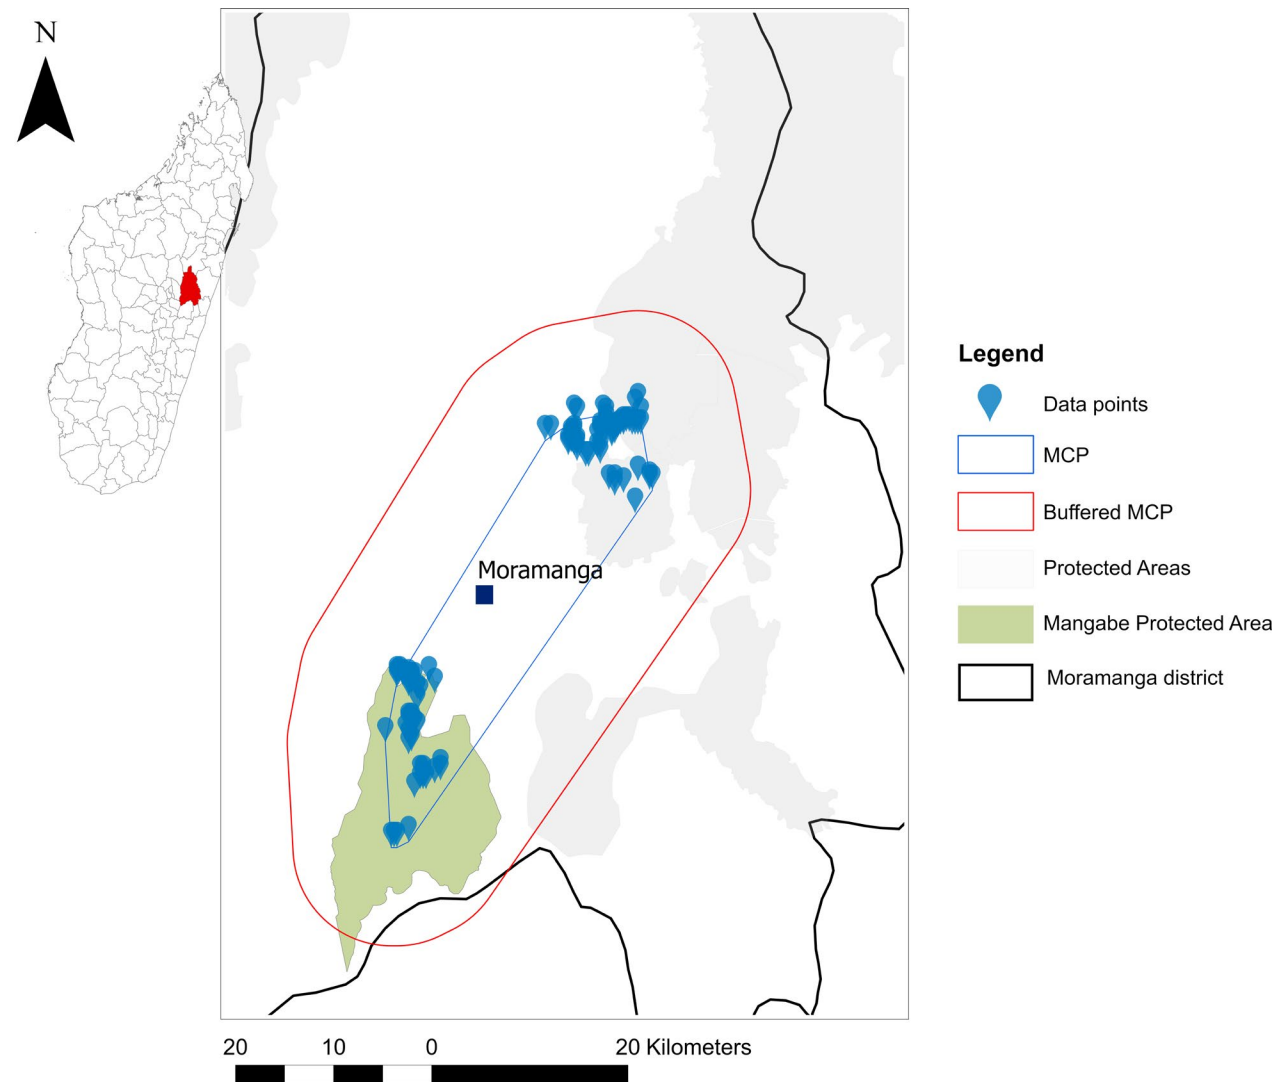 N
Moramanga
Legend
Data points
MCP
Buffered MCP
Protected Areas
Mangabe Protected Area
Moramanga district
20 10 0 20 Kilometers